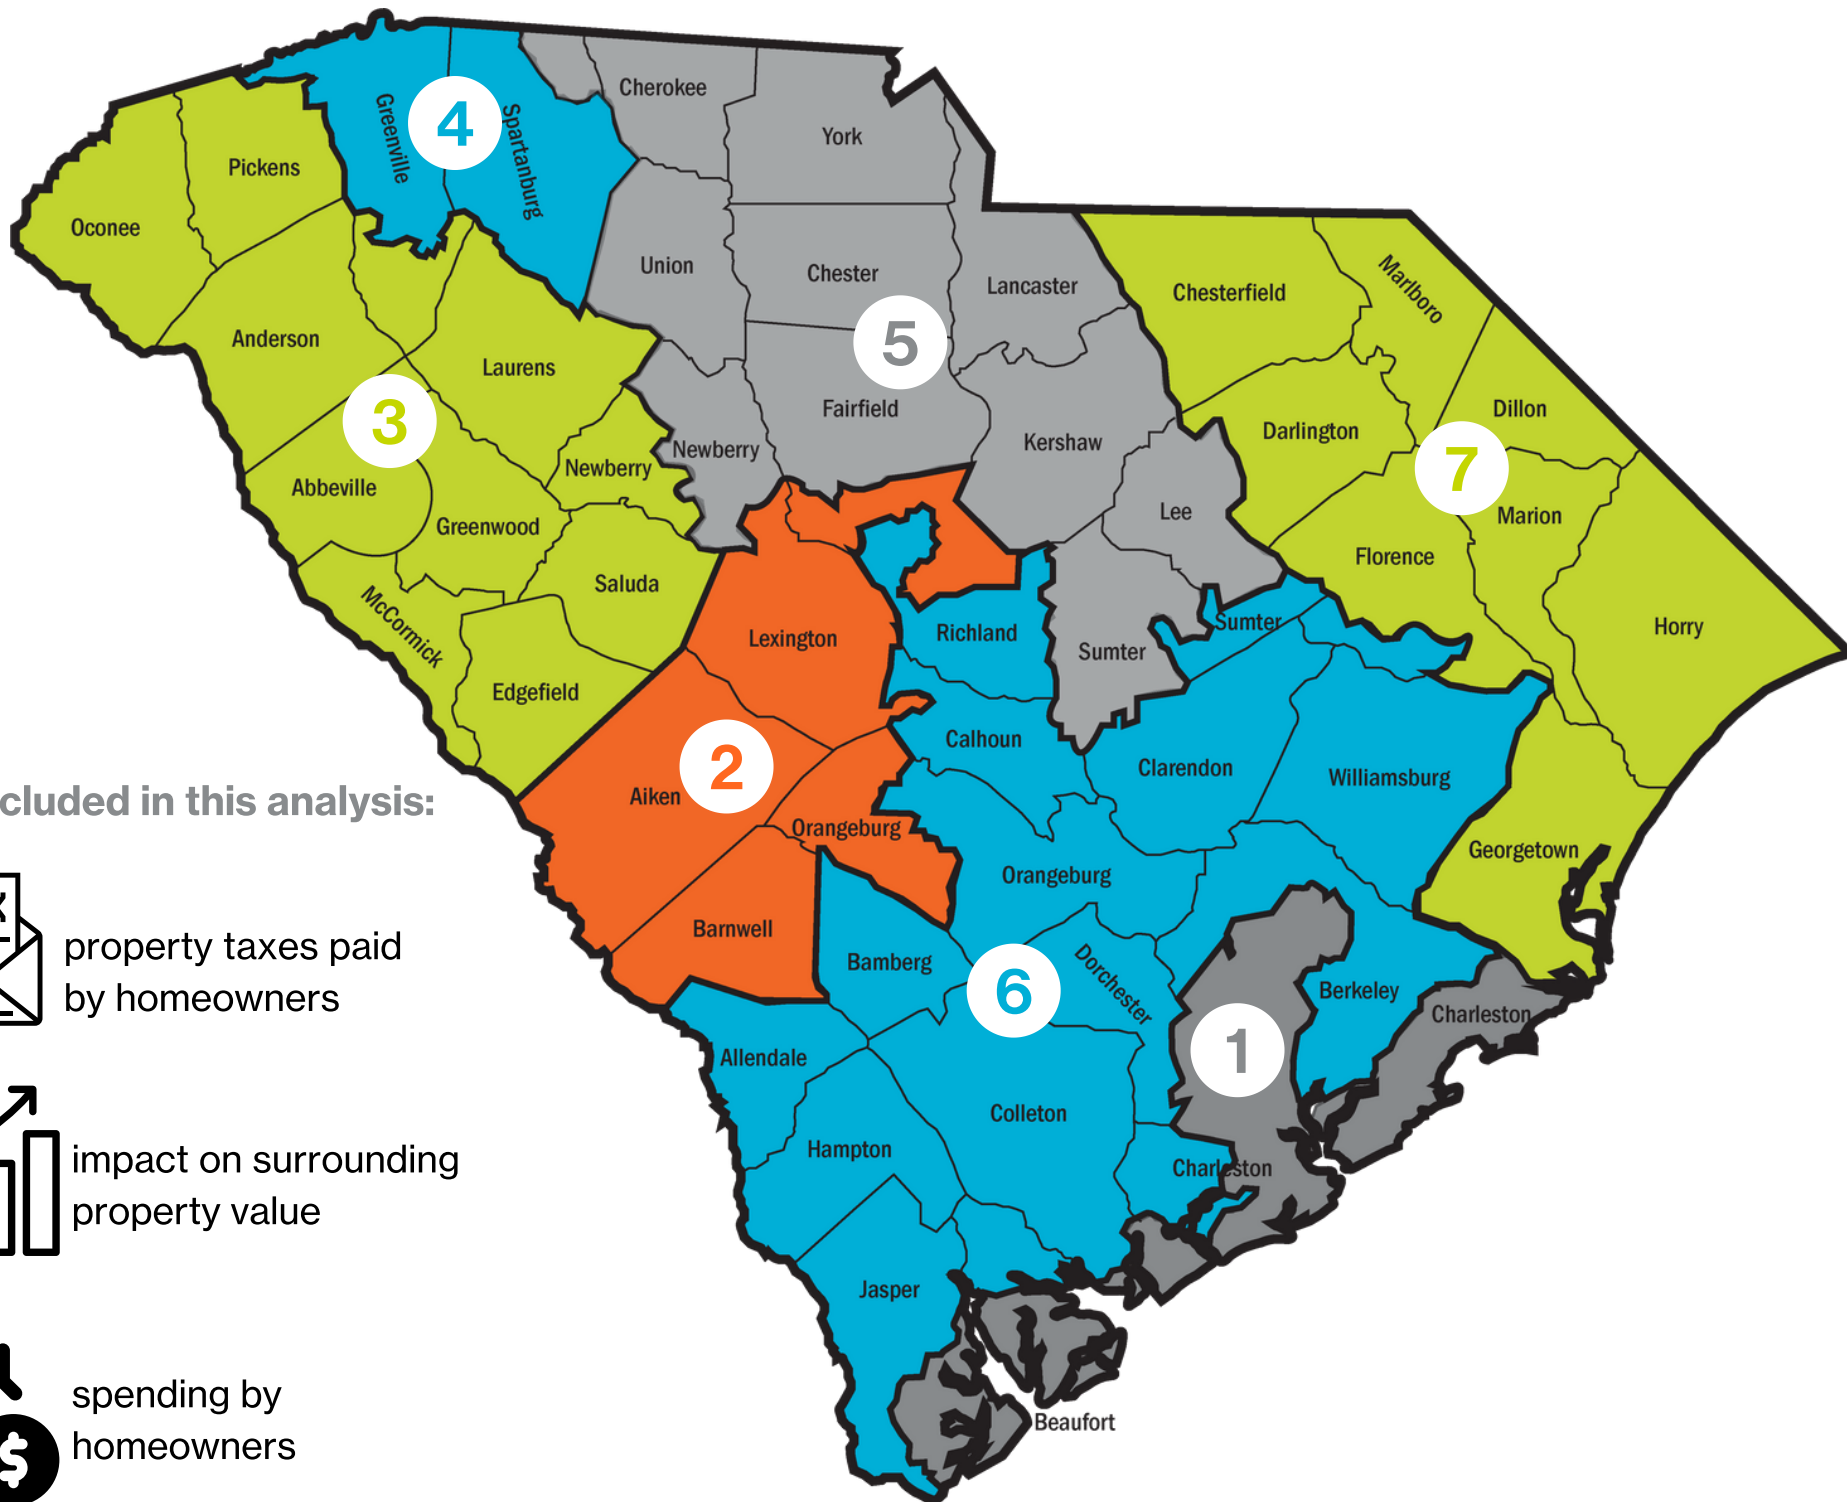 Cherokee
York
Greenville
4
Spartanburg
Pickens
Oconee
Union
Chester
Lancaster
Chesterfield
Marlboro
Anderson
Laurens
5
Fairfield
Dillon
3
Darlington
Kershaw
Newberry
Newberry
7
Abbeville
Greenwood
Lee
Marion
Florence
Saluda
McCormick
Lexington
Richland
Sumter
Sumter
Horry
Edgefield
2
Calhoun
Clarendon
Williamsburg
Aiken
Orangeburg
Orangeburg
Georgetown
Barnwell
Bamberg
6
Dorchester
Berkeley
Charleston
1
Allendale
Colleton
Hampton
Charleston
Jasper
Beaufort
cluded in this analysis:
property taxes paid
by homeowners
impact on surrounding
property value
spending by
homeowners
$